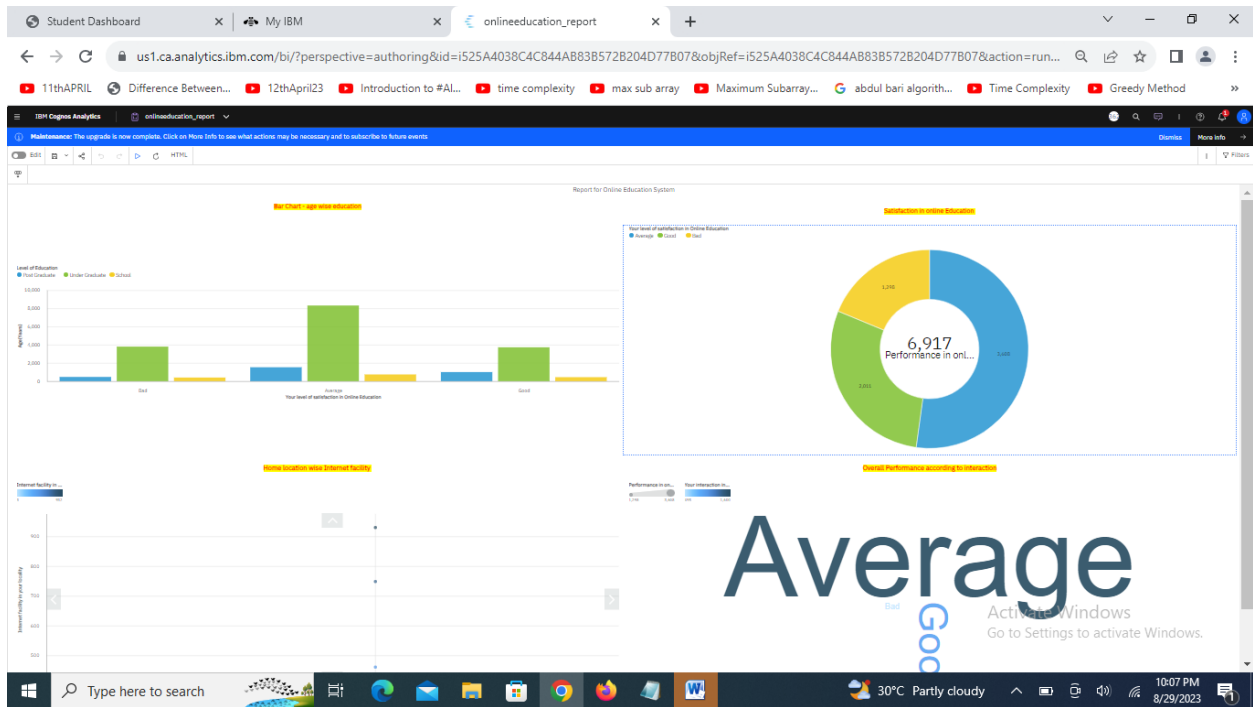 Student Dashboard
My IBM
onlineeducation_report
us1.ca.analytics.ibm.com/bi/?perspective=authoring&id=i525A4038C4C844AB83B572B204D77B07&objRef=i525A4038C4C844AB83B572B204D77B07&action=run...
11thAPRIL Difference Between... 12thApril23 Introduction to #AI... time complexity max sub array Maximum Subarray... abdul bari algorith... Time Complexity Greedy Method
IBM Cognos Analytics onlineeducation_report
Maintenance: The upgrade is now complete. Click on More Info to see what actions may be necessary and to subscribe to future events Dismiss More info
Edit HTML Filters
Report for Online Education System
Bar Chart - age wise education
Level of Education
Post Graduate Under Graduate School
10,000
8,000
6,000
4,000
2,000
0
Age(Years)
Bad Average Good
Your level of satisfaction in Online Education
Satisfaction in online Education
Your level of satisfaction in Online Education
Average Good Bad
6,917
Performance in onl...
Home location wise Internet facility
Internet facility in ...
900
800
700
600
500
Internet facility in your locality
Overall Performance according to interaction
Performance in on... Your interaction in...
Average
Bad
Goo
Activate Windows
Go to Settings to activate Windows.
Type here to search
30°C Partly cloudy
10:07 PM
8/29/2023